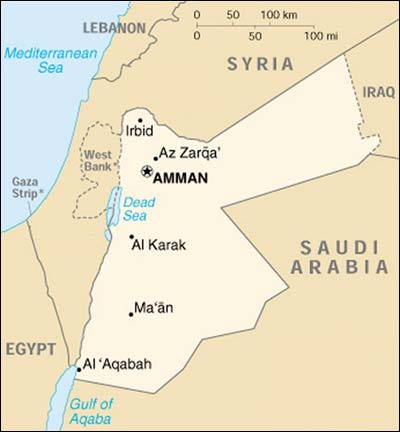 0 50 100 km
0 50 100 mi
LEBANON
Mediterranean
Sea
SYRIA
IRAQ
Irbid
Az Zarqa'
West
Bank*
AMMAN
Gaza
Strip*
Dead
Sea
Al Karak
SAUDI
ARABIA
Ma‘ān
EGYPT
Al ‘Aqabah
Gulf of
Aqaba